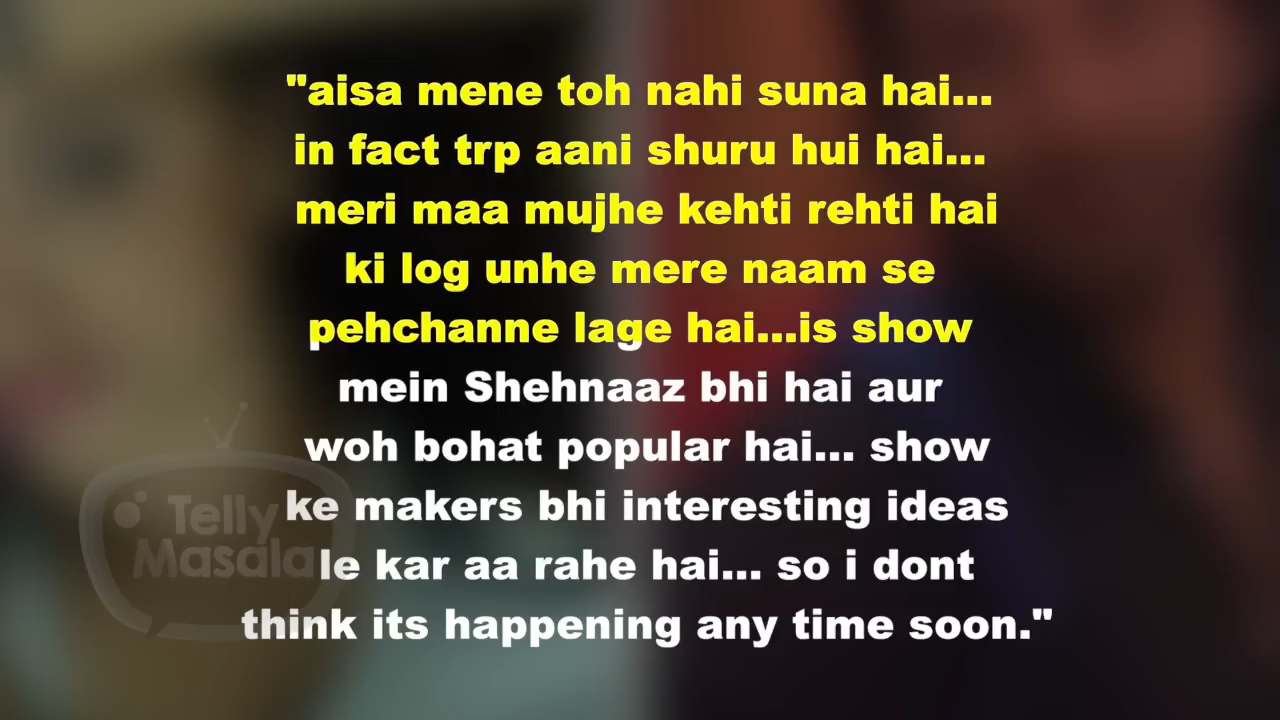 "aisa mene toh nahi suna hai...
in fact trp aani shuru hui hai...
meri maa mujhe kehti rehti hai
ki log unhe mere naam se
pehchanne lage hai...is show
mein Shehnaaz bhi hai aur
woh bohat popular hai... show
ke makers bhi interesting ideas
le kar aa rahe hai... so i dont
think its happening any time soon."
Telly
Masala